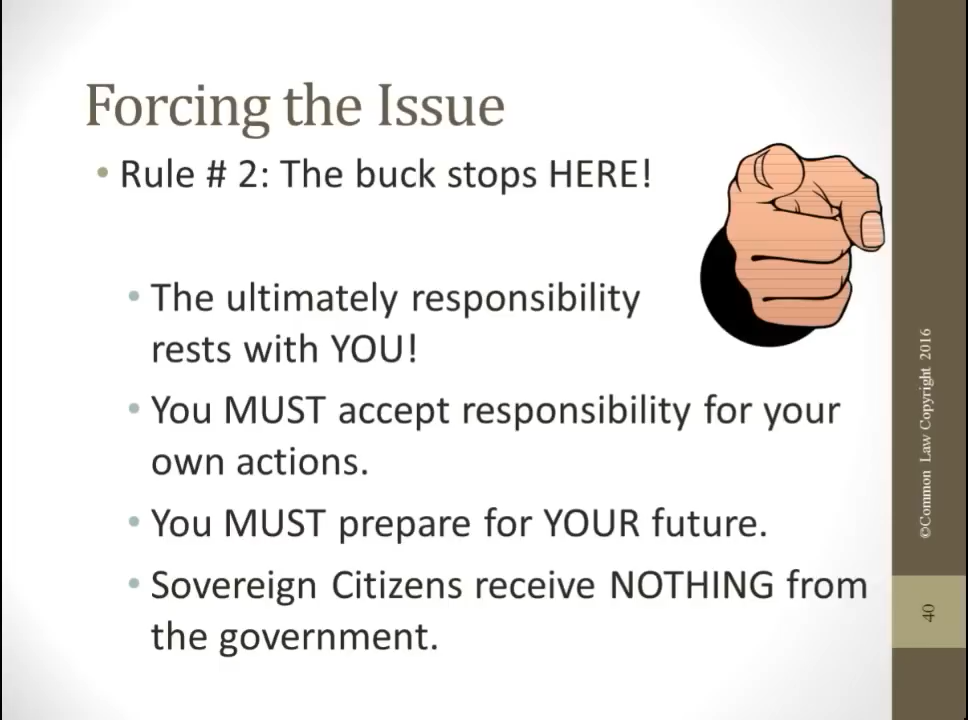 Forcing the Issue
• Rule # 2: The buck stops HERE!
• The ultimately responsibility
rests with YOU!
• You MUST accept responsibility for your
own actions.
• You MUST prepare for YOUR future.
• Sovereign Citizens receive NOTHING from
the government.
©Common Law Copyright 2016
40